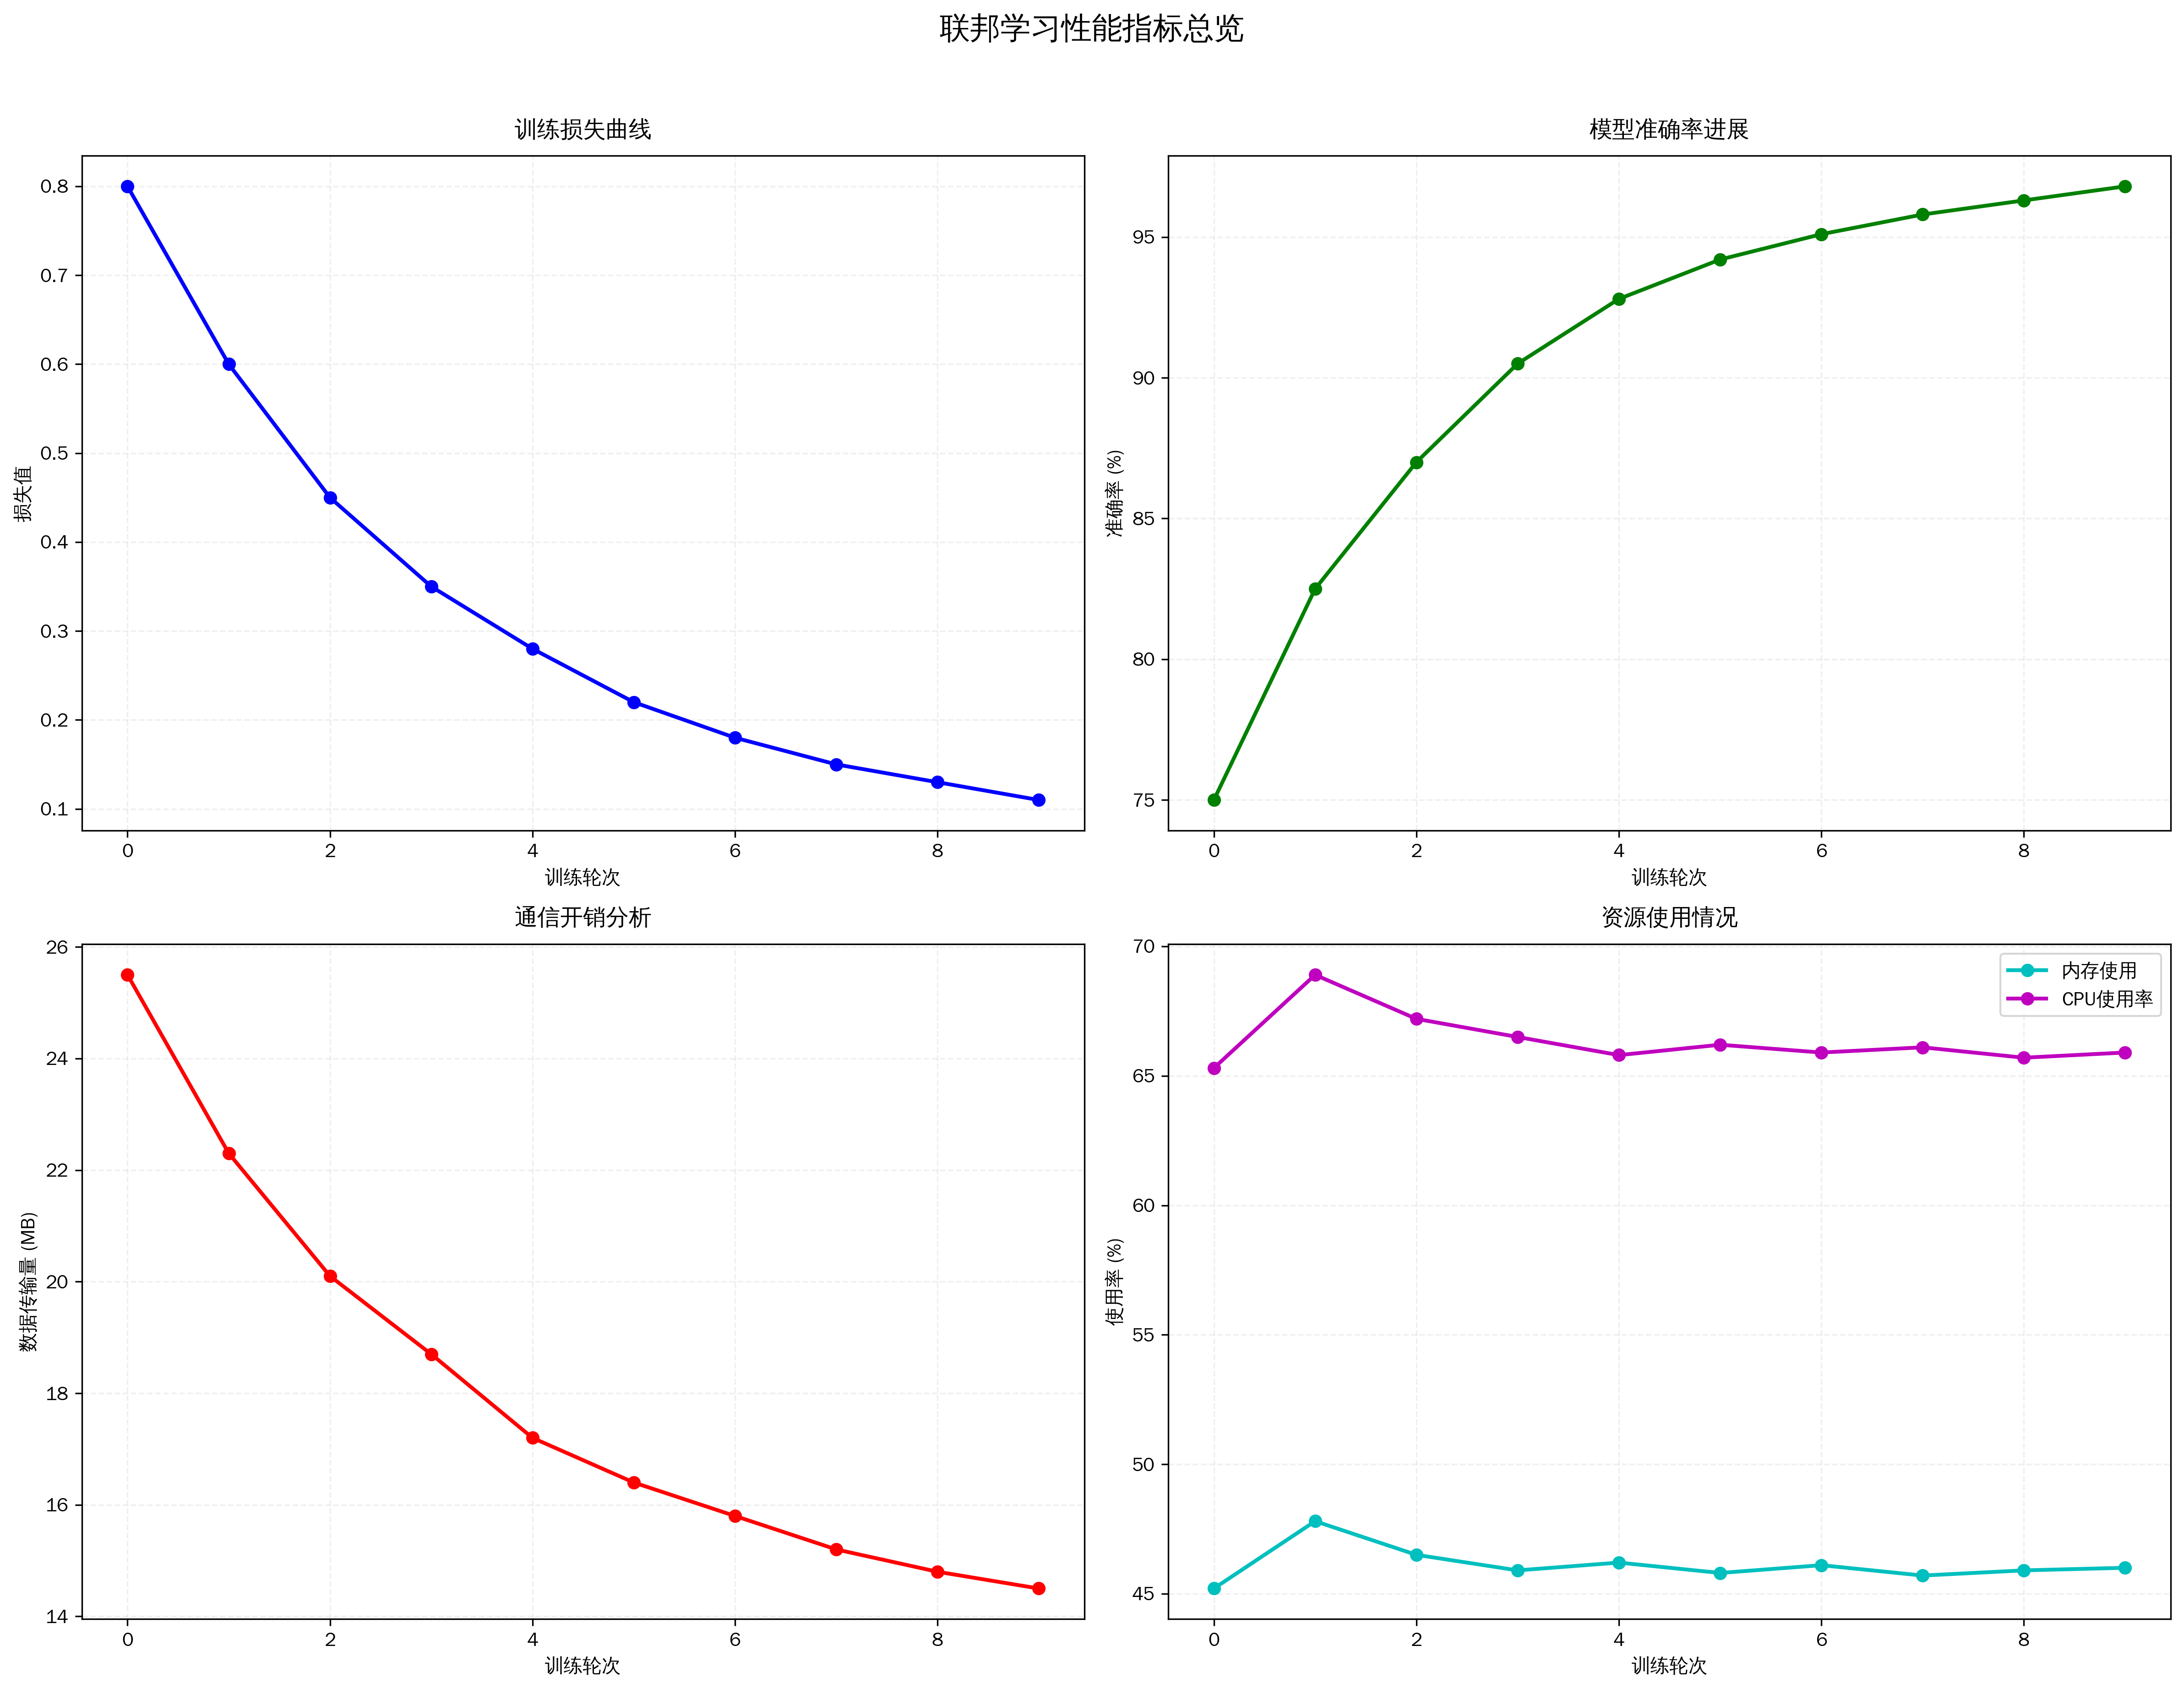 联邦学习性能指标总览
训练损失曲线
损失值
0.8
0.7
0.6
0.5
0.4
0.3
0.2
0.1
0 2 4 6 8
训练轮次
模型准确率进展
准确率 (%)
95
90
85
80
75
0 2 4 6 8
训练轮次
通信开销分析
数据传输量 (MB)
26
24
22
20
18
16
14
0 2 4 6 8
训练轮次
资源使用情况
使用率 (%)
70
65
60
55
50
45
内存使用
CPU使用率
0 2 4 6 8
训练轮次